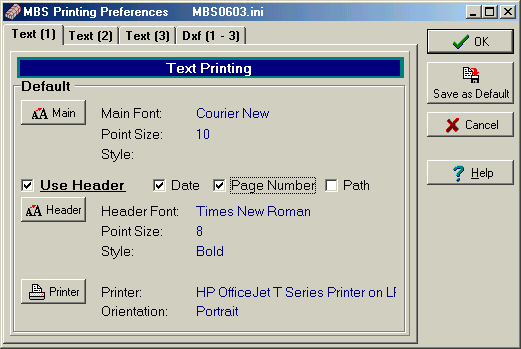 MBS Printing Preferences MBS0603.ini
Text (1) Text (2) Text (3) Dxf (1 - 3)
Text Printing
Default
Main Main Font: Courier New
Point Size: 10
Style:
Use Header Date Page Number Path
Header Header Font: Times New Roman
Point Size: 8
Style: Bold
Printer Printer: HP OfficeJet T Series Printer on
Orientation: Portrait
OK
Save as Default
Cancel
Help